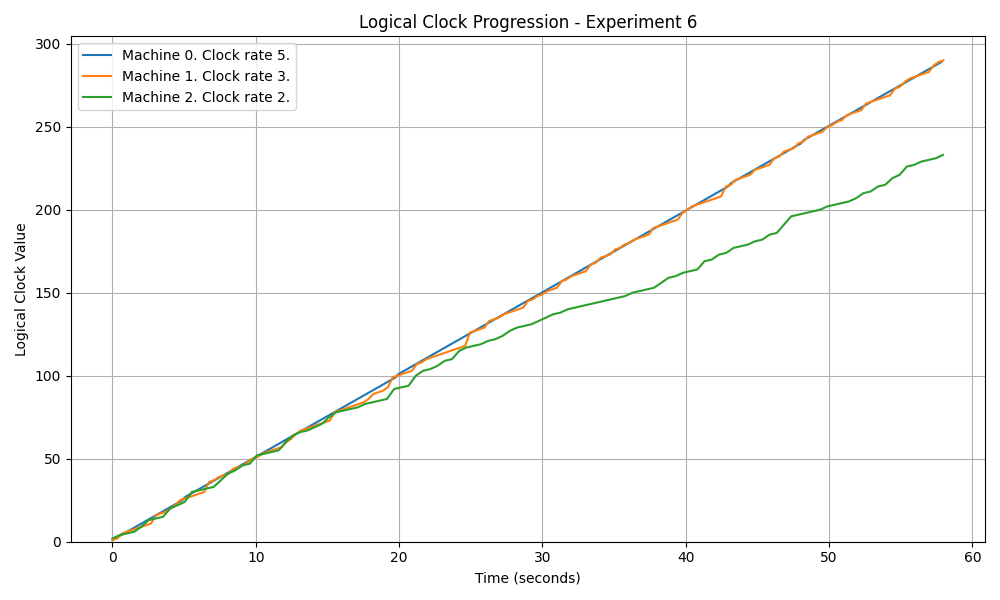 Logical Clock Progression - Experiment 6
Machine 0. Clock rate 5.
Machine 1. Clock rate 3.
Machine 2. Clock rate 2.
Logical Clock Value
300
250
200
150
100
50
0
0 10 20 30 40 50 60
Time (seconds)